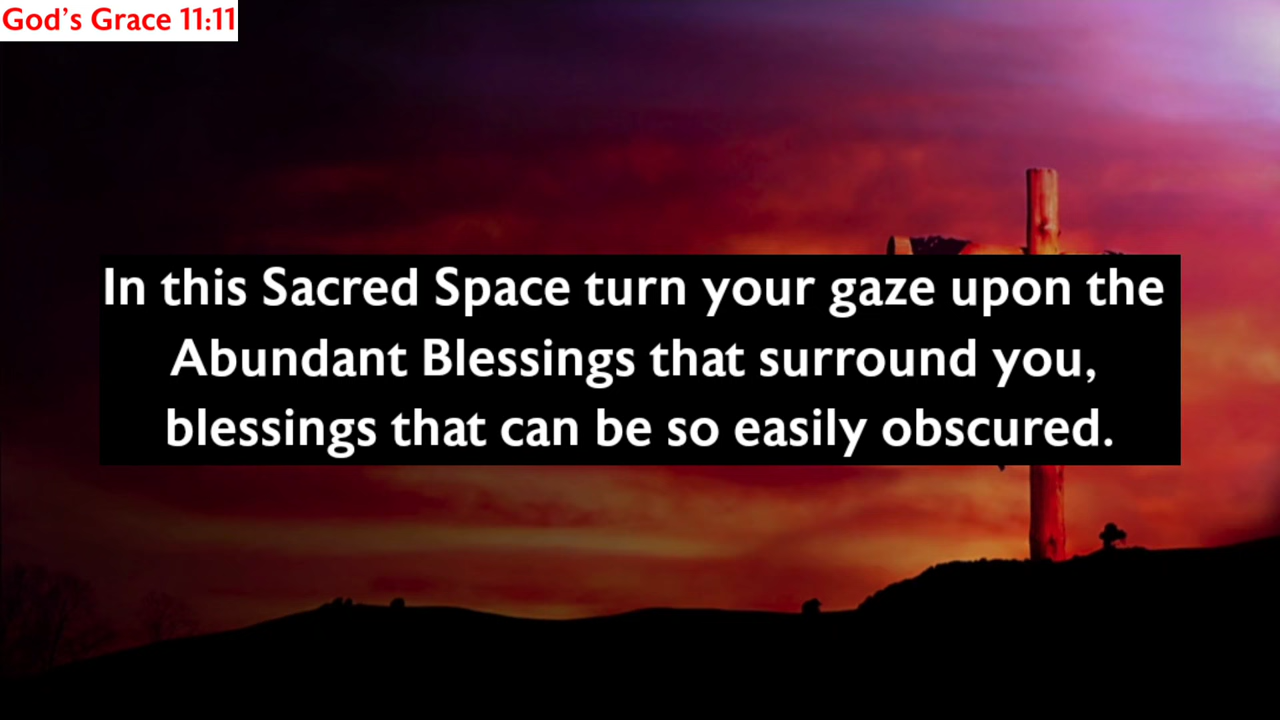 God’s Grace 11:11
In this Sacred Space turn your gaze upon the
Abundant Blessings that surround you,
blessings that can be so easily obscured.